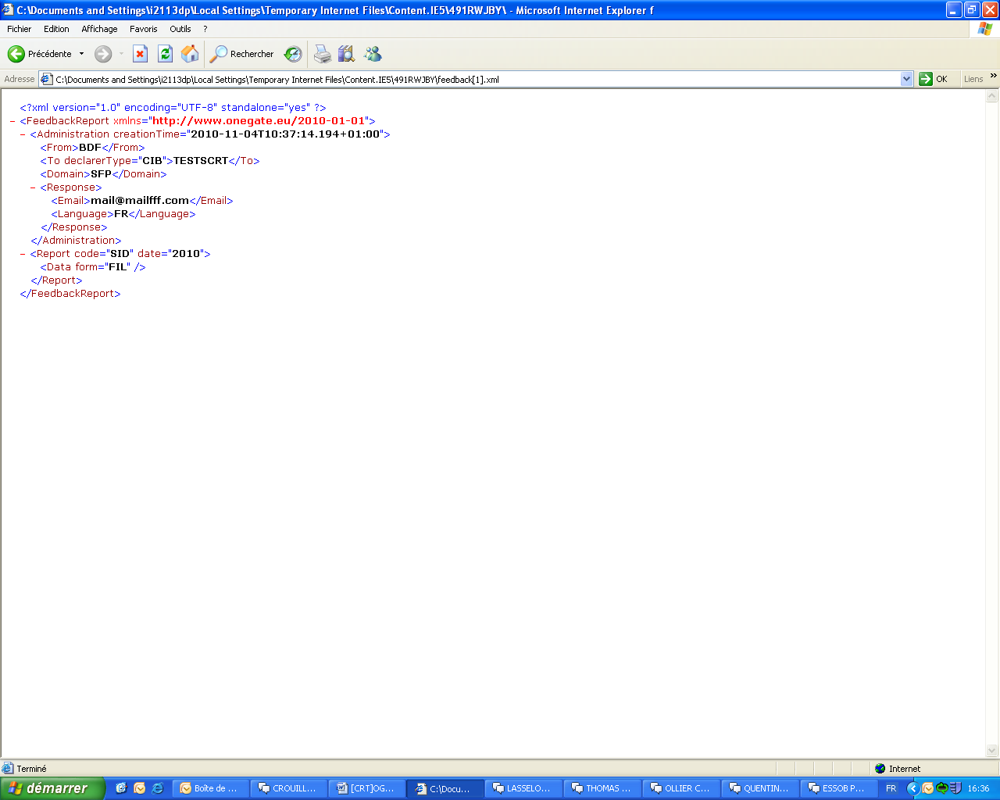 C:\Documents and Settings\i2113dp\Local Settings\Temporary Internet Files\Content.IE5\491RWJBY\ - Microsoft Internet Explorer f
Fichier Edition Affichage Favoris Outils ?
Précédente Rechercher
Adresse C:\Documents and Settings\i2113dp\Local Settings\Temporary Internet Files\Content.IE5\491RWJBY\feedback[1].xml OK Liens »
<?xml version="1.0" encoding="UTF-8" standalone="yes" ?>
- <FeedbackReport xmlns="http://www.onegate.eu/2010-01-01">
- <Administration creationTime="2010-11-04T10:37:14.194+01:00">
<From>BDF</From>
<To declarerType="CIB">TESTSCRT</To>
<Domain>SFP</Domain>
- <Response>
<Email>mail@mailfff.com</Email>
<Language>FR</Language>
</Response>
</Administration>
- <Report code="SID" date="2010">
<Data form="FIL" />
</Report>
</FeedbackReport>
Terminé Internet
démarrer Boîte de ... CROUILL... [CRT]OG... C:\Docu... LASSELO... THOMAS ... OLLIER C... QUENTIN... ESSOB P... FR 16:36